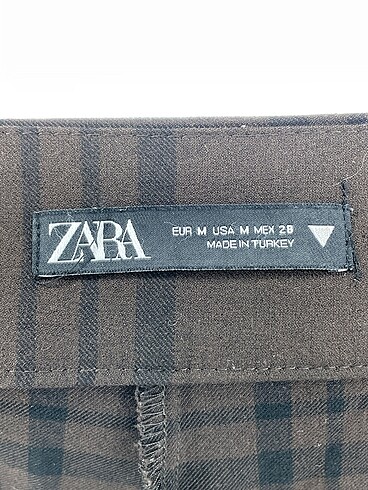 ZARA
EUR M USA M MEX 28
MADE IN TURKEY